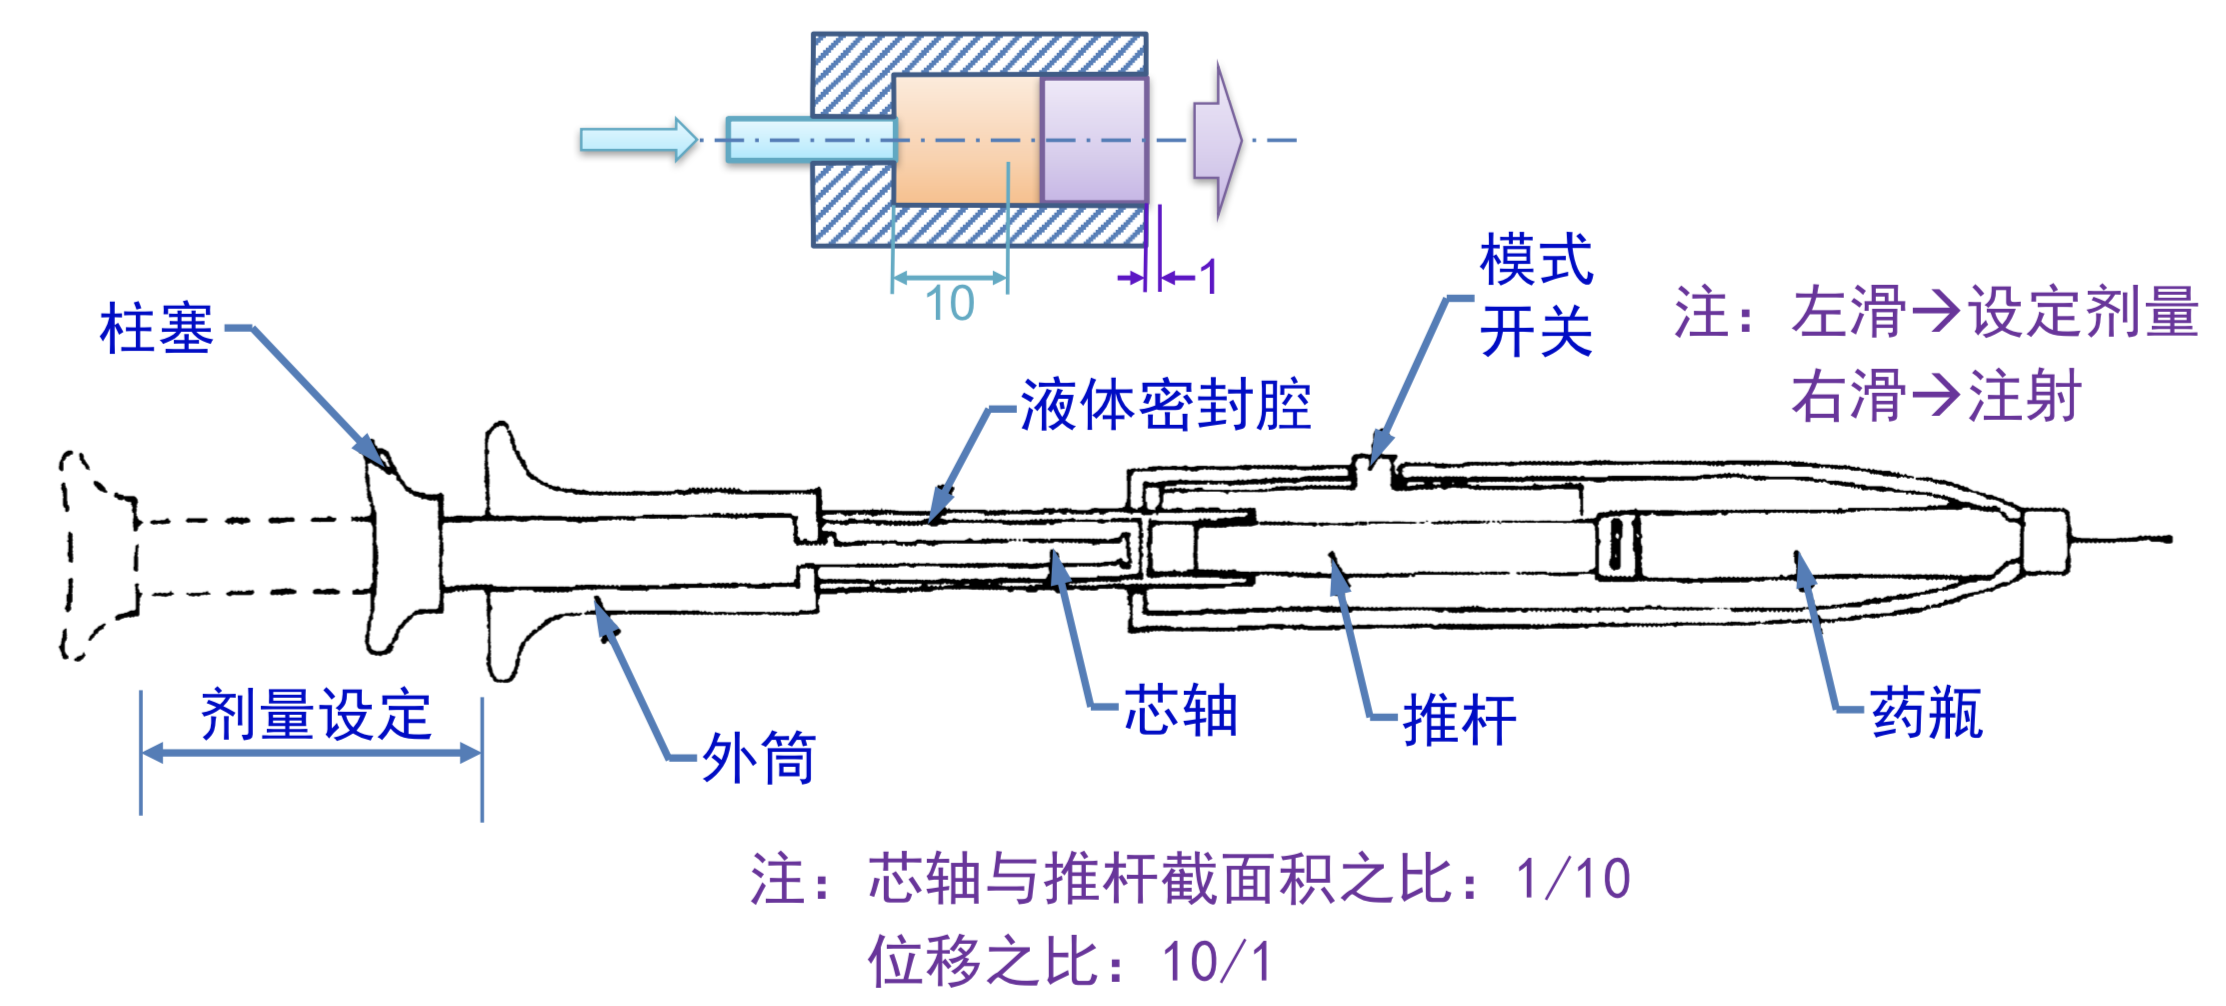 10
1
模式
开关
注：左滑→设定剂量
右滑→注射
柱塞
液体密封腔
剂量设定
外筒
芯轴
推杆
药瓶
注：芯轴与推杆截面积之比：1/10
位移之比：10/1